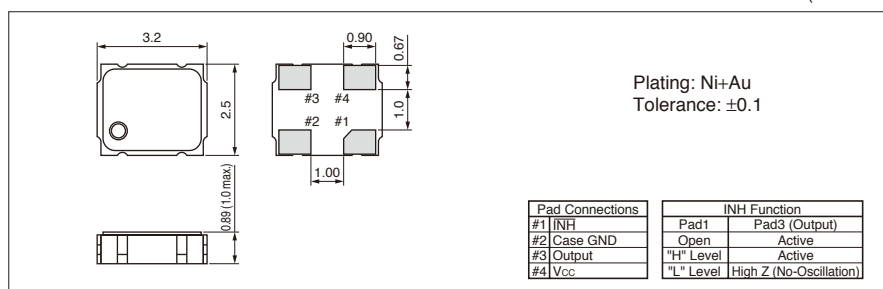 (
3.2
2.5
0.89 (1.0 max.)
0.90
0.67
1.0
#3 #4
#2 #1
1.00
Plating: Ni+Au
Tolerance: ±0.1
Pad Connections
#1 I̅N̅H̅
#2 Case GND
#3 Output
#4 Vcc
INH Function
Pad1 Pad3 (Output)
Open Active
"H" Level Active
"L" Level High Z (No-Oscillation)